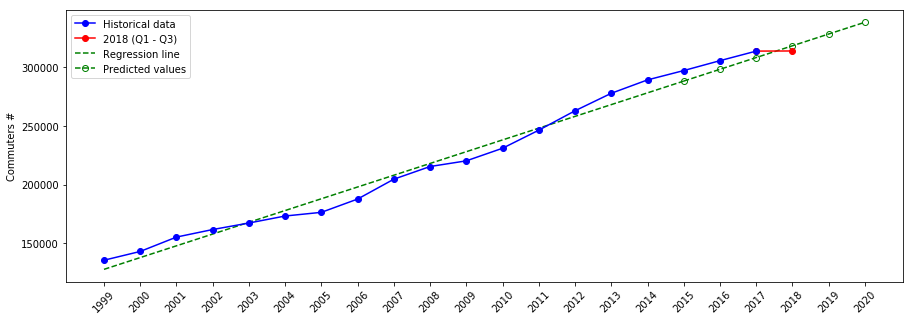 Historical data
2018 (Q1 - Q3)
Regression line
Predicted values
300000
250000
200000
150000
Commuters #
1999 2000 2001 2002 2003 2004 2005 2006 2007 2008 2009 2010 2011 2012 2013 2014 2015 2016 2017 2018 2019 2020